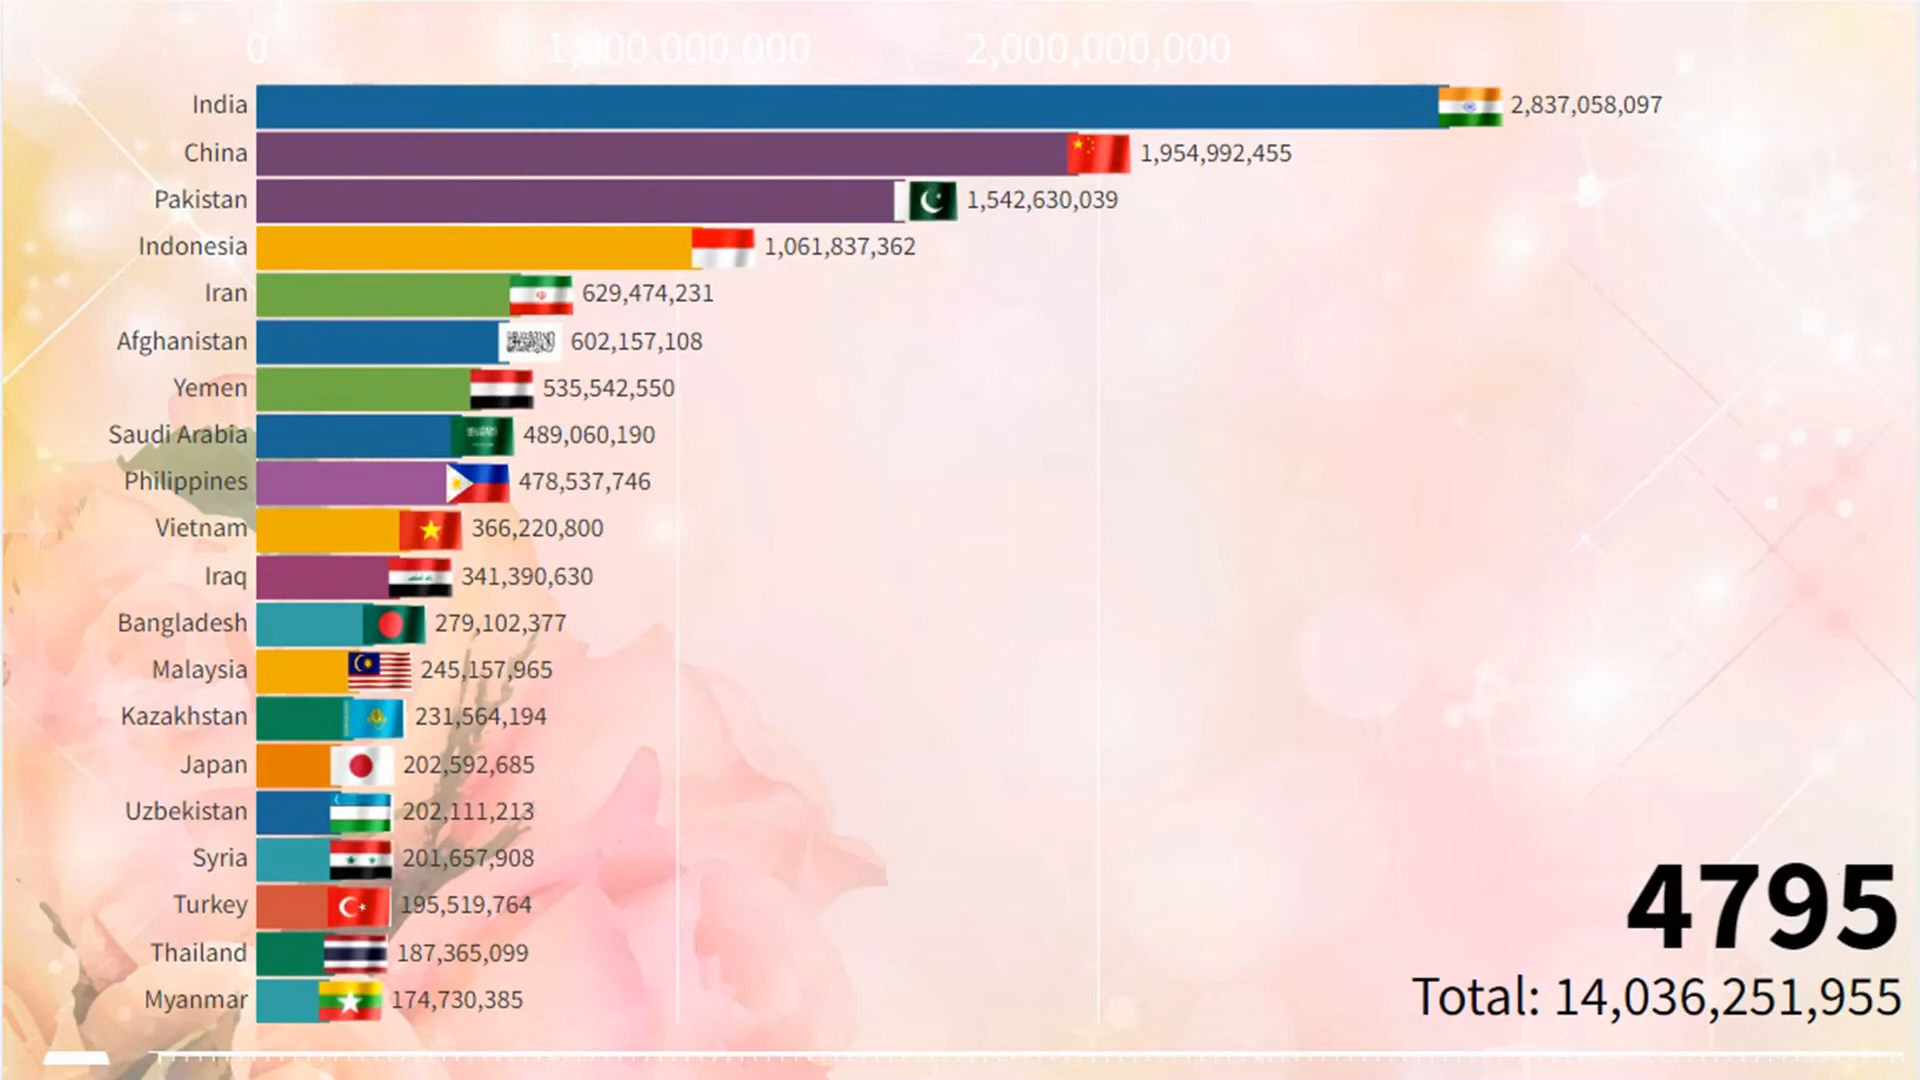 0 1,000,000,000 2,000,000,000
India 2,837,058,097
China 1,954,992,455
Pakistan 1,542,630,039
Indonesia 1,061,837,362
Iran 629,474,231
Afghanistan 602,157,108
Yemen 535,542,550
Saudi Arabia 489,060,190
Philippines 478,537,746
Vietnam 366,220,800
Iraq 341,390,630
Bangladesh 279,102,377
Malaysia 245,157,965
Kazakhstan 231,564,194
Japan 202,592,685
Uzbekistan 202,111,213
Syria 201,657,908
Turkey 195,519,764
Thailand 187,365,099
Myanmar 174,730,385
4795
Total: 14,036,251,955